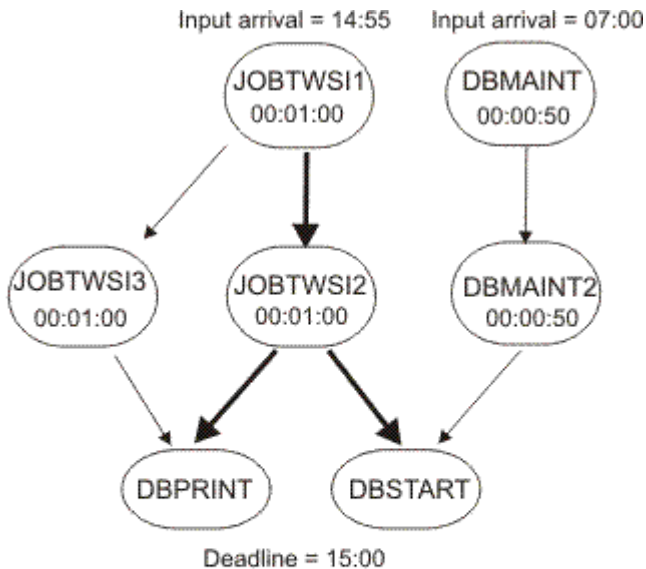 Input arrival = 14:55
Input arrival = 07:00
JOBTWSI1
00:01:00
DBMAINT
00:00:50
JOBTWSI3
00:01:00
JOBTWSI2
00:01:00
DBMAINT2
00:00:50
DBPRINT
DBSTART
Deadline = 15:00